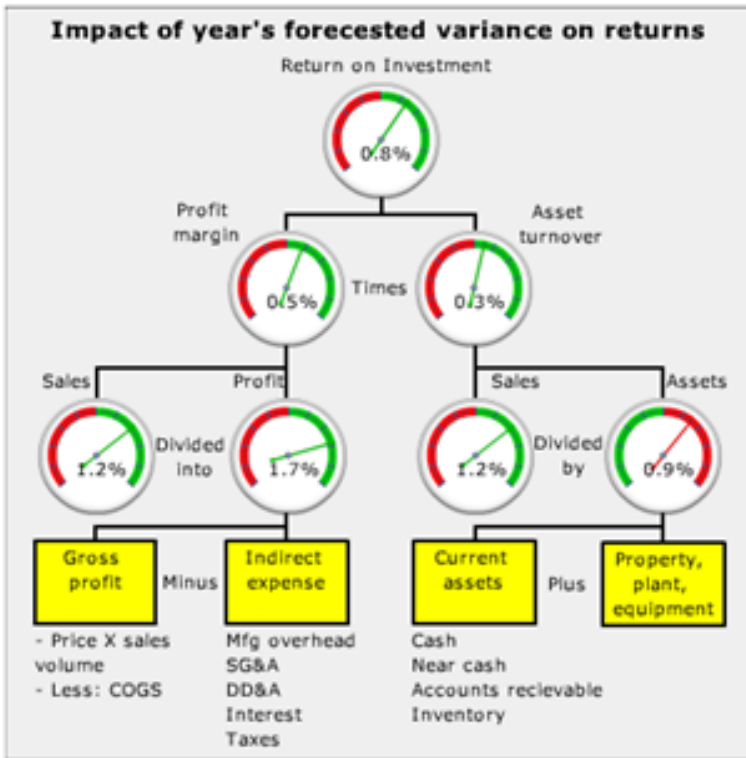 Impact of year's forecested variance on returns
Return on Investment
0.8%
Profit
margin
Asset
turnover
0.5%
Times
0.3%
Sales
Profit
Sales
Assets
1.2%
Divided
into
1.7%
1.2%
Divided
by
0.9%
Gross
profit
Minus
Indirect
expense
Current
assets
Plus
Property,
plant,
equipment
- Price X sales
volume
- Less: COGS
Mfg overhead
SG&A
DD&A
Interest
Taxes
Cash
Near cash
Accounts recievable
Inventory